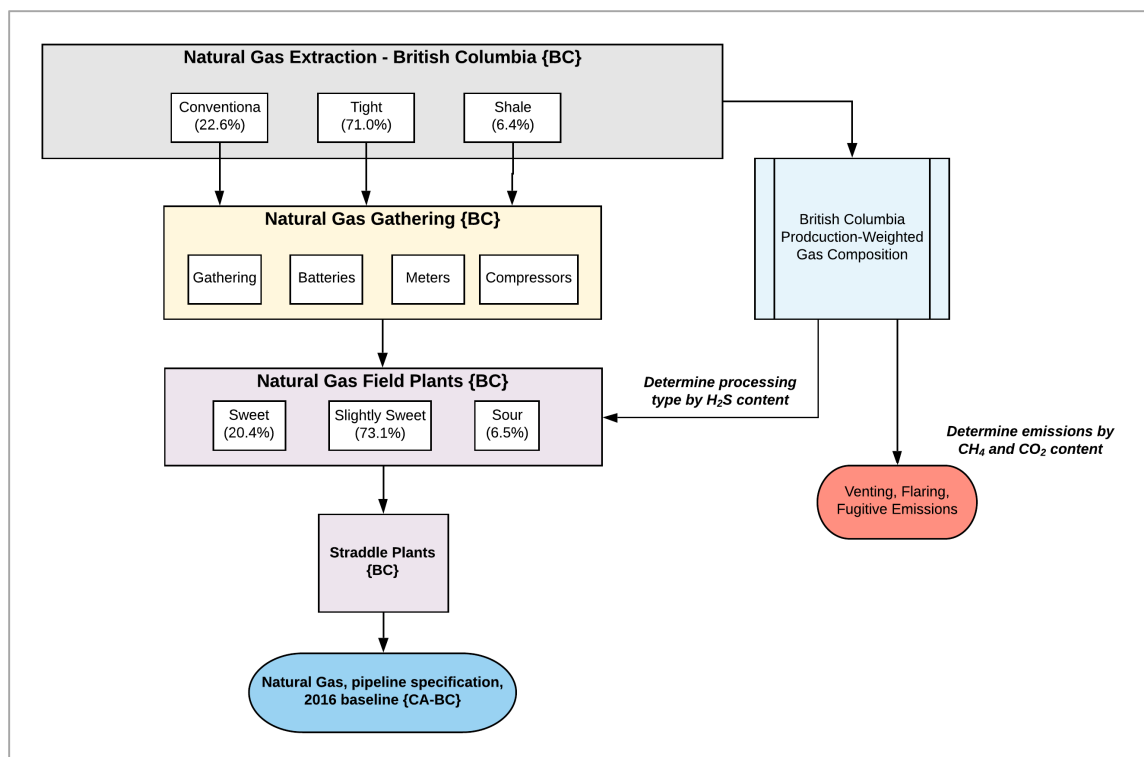 Natural Gas Extraction - British Columbia {BC}
Conventiona
(22.6%)
Tight
(71.0%)
Shale
(6.4%)
Natural Gas Gathering {BC}
Gathering
Batteries
Meters
Compressors
British Columbia
Prodcuction-Weighted
Gas Composition
Natural Gas Field Plants {BC}
Sweet
(20.4%)
Slightly Sweet
(73.1%)
Sour
(6.5%)
Determine processing
type by H₂S content
Determine emissions by
CH₄ and CO₂ content
Venting, Flaring,
Fugitive Emissions
Straddle Plants
{BC}
Natural Gas, pipeline specification,
2016 baseline {CA-BC}